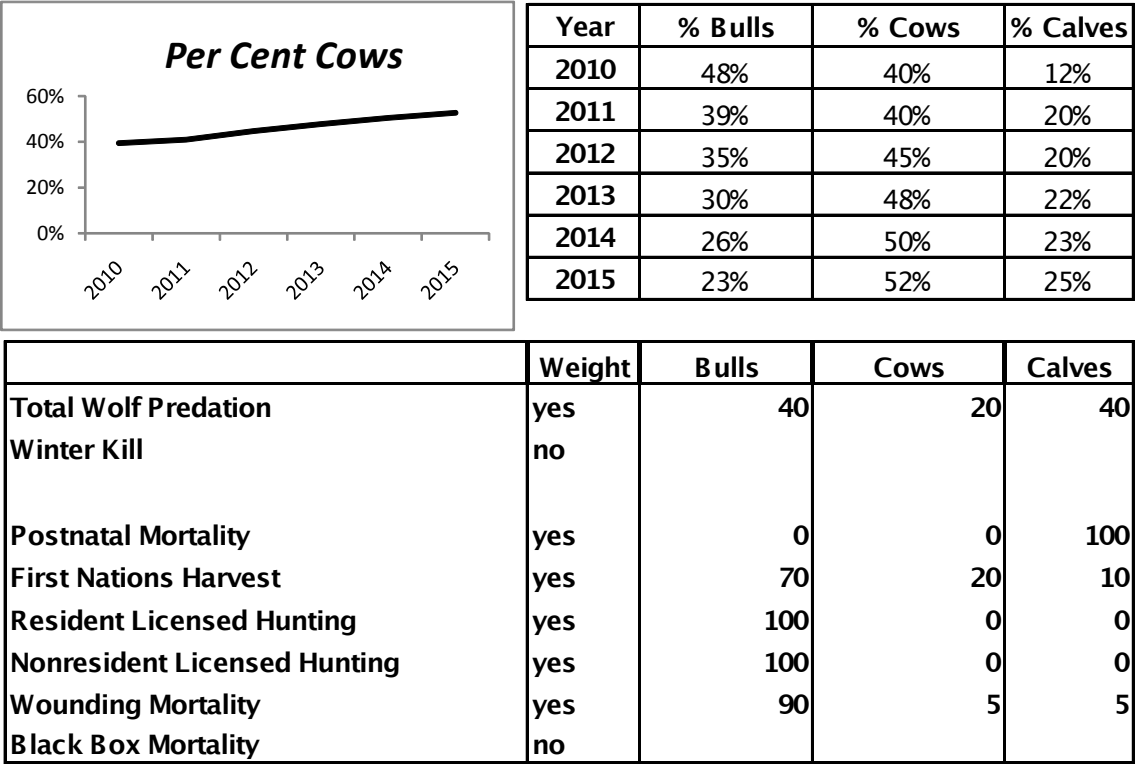 Per Cent Cows
60%
40%
20%
0%
2010 2011 2012 2013 2014 2015
Year % Bulls % Cows % Calves
2010 48% 40% 12%
2011 39% 40% 20%
2012 35% 45% 20%
2013 30% 48% 22%
2014 26% 50% 23%
2015 23% 52% 25%
Weight Bulls Cows Calves
Total Wolf Predation yes 40 20 40
Winter Kill no
Postnatal Mortality yes 0 0 100
First Nations Harvest yes 70 20 10
Resident Licensed Hunting yes 100 0 0
Nonresident Licensed Hunting yes 100 0 0
Wounding Mortality yes 90 5 5
Black Box Mortality no